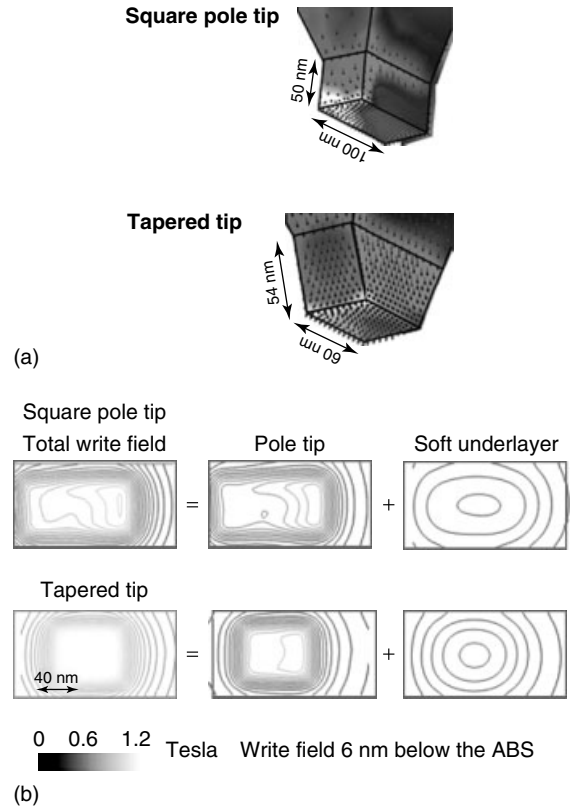 Square pole tip
50 nm
100 nm
Tapered tip
54 nm
60 nm
(a)
Square pole tip
Total write field Pole tip Soft underlayer
= +
Tapered tip
40 nm
= +
0 0.6 1.2 Tesla Write field 6 nm below the ABS
(b)